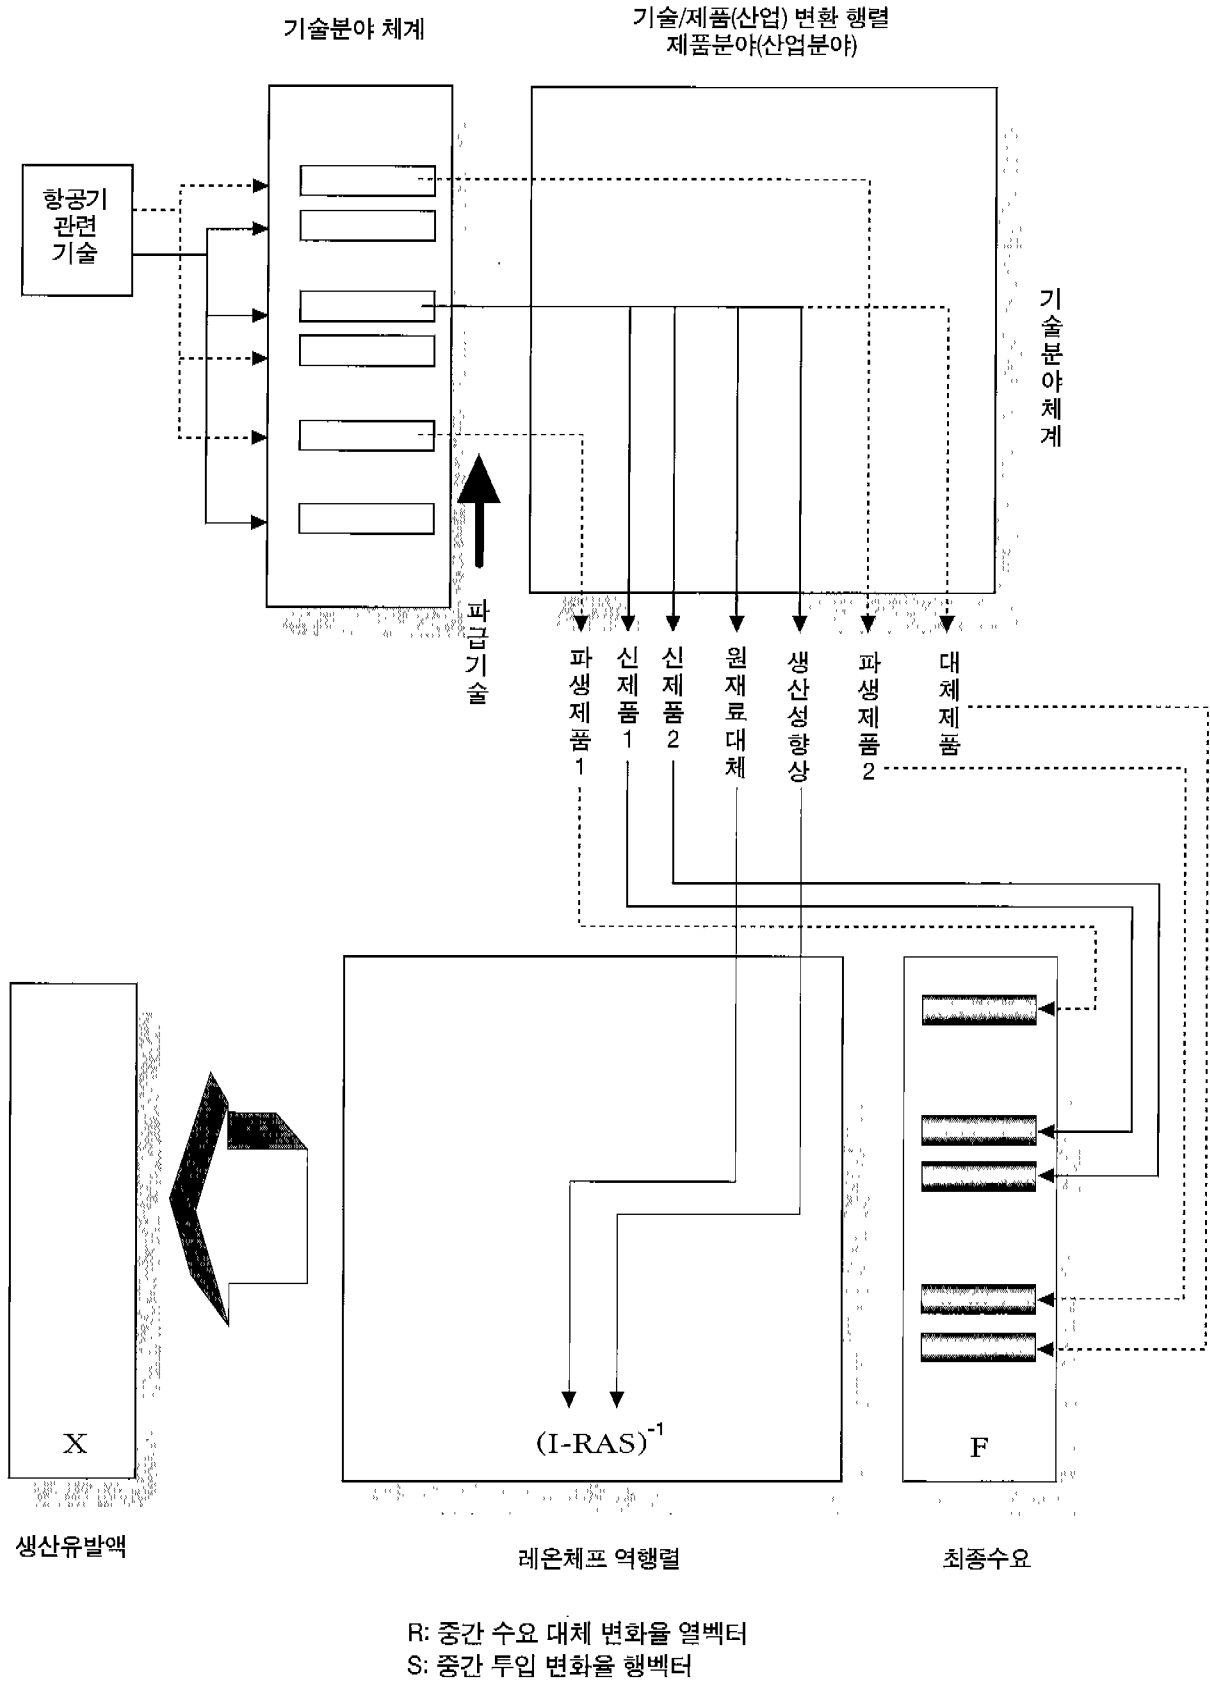 기술분야 체계
기술/제품(산업) 변환 행렬
제품분야(산업분야)
항공기
관련
기술
기술분야체계
파급기술
파생제품1
신제품1
신제품2
원재료대체
생산성향상
파생제품2
대체제품
X
(I-RAS)⁻¹
F
생산유발액
레온체프 역행렬
최종수요
R: 중간 수요 대체 변화율 열벡터
S: 중간 투입 변화율 행벡터